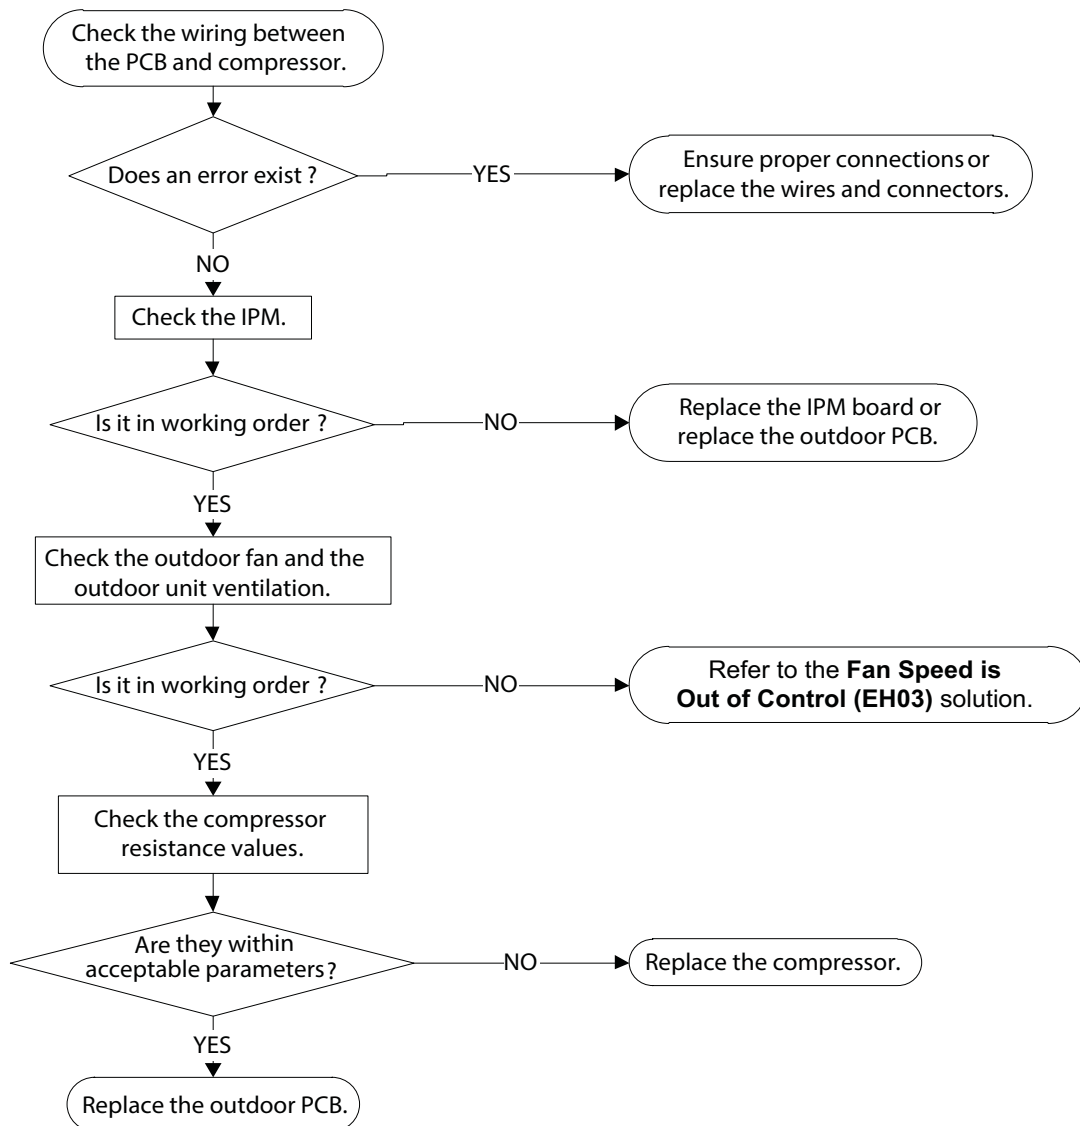 Check the wiring between
the PCB and compressor.
Does an error exist ?
YES
Ensure proper connections or
replace the wires and connectors.
NO
Check the IPM.
Is it in working order ?
NO
Replace the IPM board or
replace the outdoor PCB.
YES
Check the outdoor fan and the
outdoor unit ventilation.
Is it in working order ?
NO
Refer to the Fan Speed is
Out of Control (EH03) solution.
YES
Check the compressor
resistance values.
Are they within
acceptable parameters?
NO
Replace the compressor.
YES
Replace the outdoor PCB.